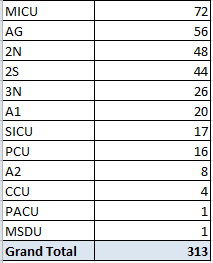 MICU 72
AG 56
2N 48
2S 44
3N 26
A1 20
SICU 17
PCU 16
A2 8
CCU 4
PACU 1
MSDU 1
Grand Total 313